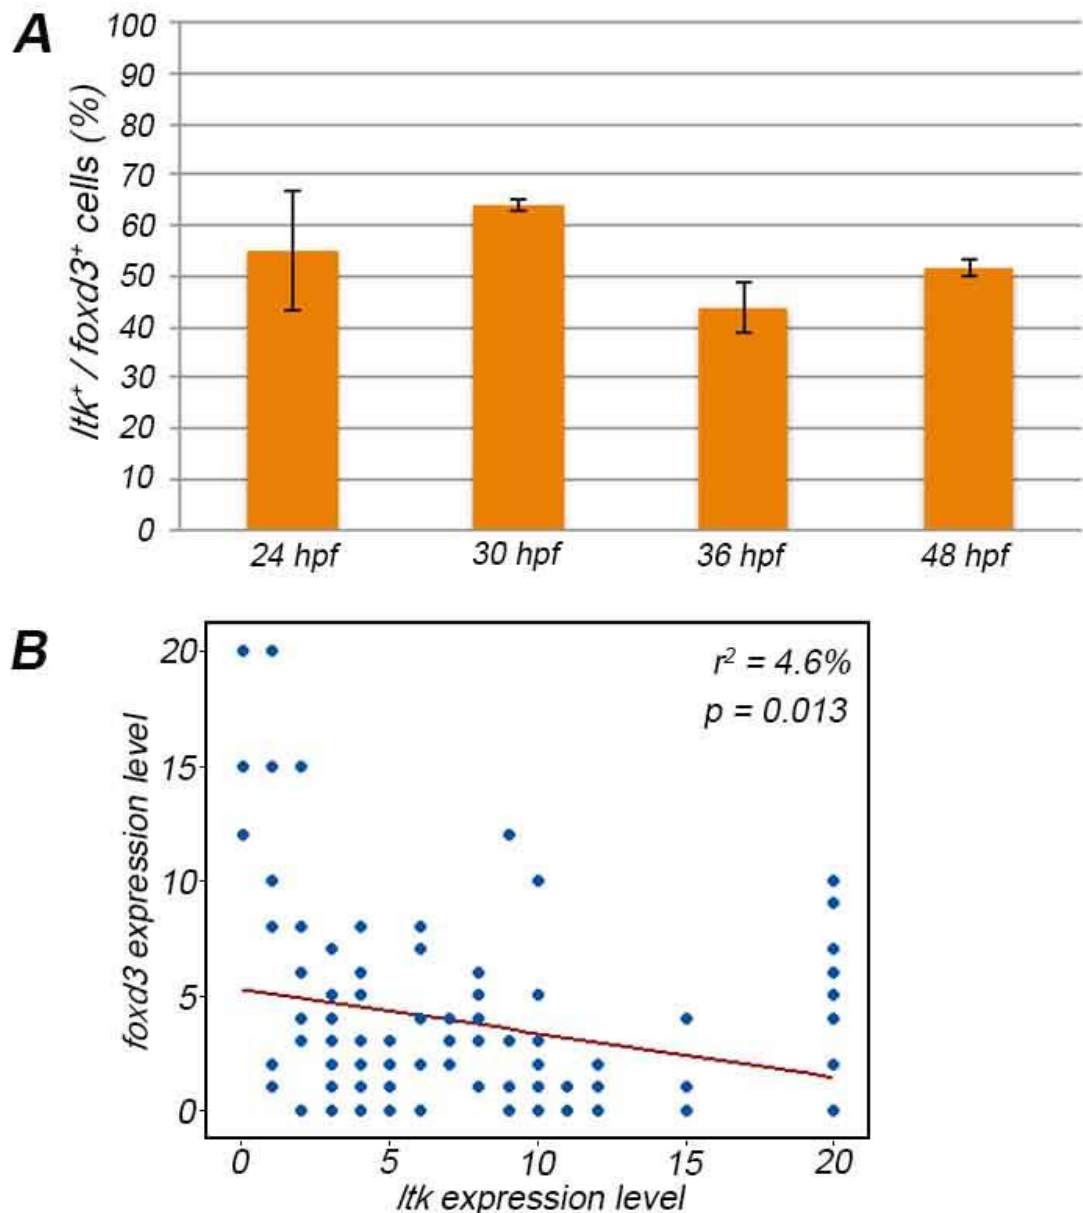 A
ltk⁺ / foxd3⁺ cells (%)
100
90
80
70
60
50
40
30
20
10
0
24 hpf 30 hpf 36 hpf 48 hpf
B
foxd3 expression level
r² = 4.6%
p = 0.013
20
15
10
5
0
0 5 10 15 20
ltk expression level